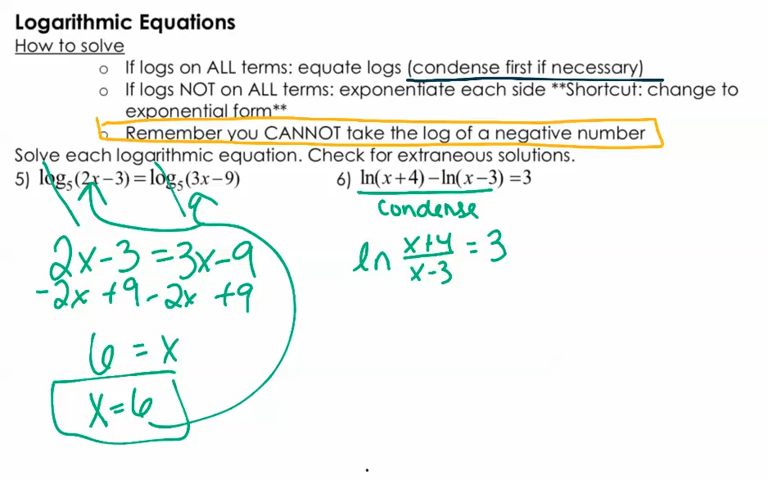 Logarithmic Equations
How to solve
o If logs on ALL terms: equate logs (condense first if necessary)
o If logs NOT on ALL terms: exponentiate each side **Shortcut: change to
exponential form**
o Remember you CANNOT take the log of a negative number
Solve each logarithmic equation. Check for extraneous solutions.
5) log₅(2x−3)=log₅(3x−9)
2x-3=3x-9
-2x +9 -2x +9
6 = x
x=6
6) ln(x+4)−ln(x−3)=3
Condense
ln (x+4)/(x-3) = 3